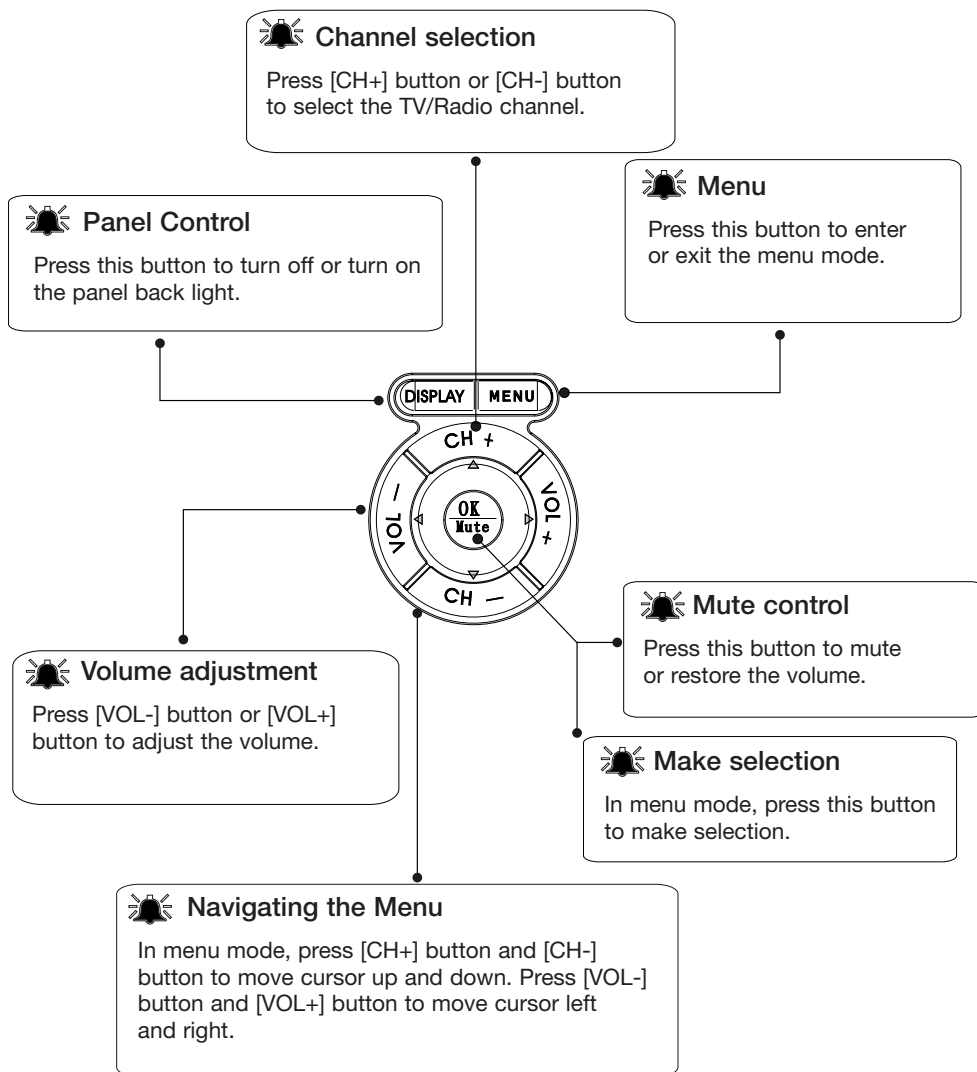 Channel selection
Press [CH+] button or [CH-] button
to select the TV/Radio channel.
Menu
Press this button to enter
or exit the menu mode.
Panel Control
Press this button to turn off or turn on
the panel back light.
DISPLAY MENU
CH +
VOL -
OK
Mute
VOL +
CH -
Mute control
Press this button to mute
or restore the volume.
Volume adjustment
Press [VOL-] button or [VOL+]
button to adjust the volume.
Make selection
In menu mode, press this button
to make selection.
Navigating the Menu
In menu mode, press [CH+] button and [CH-]
button to move cursor up and down. Press [VOL-]
button and [VOL+] button to move cursor left
and right.